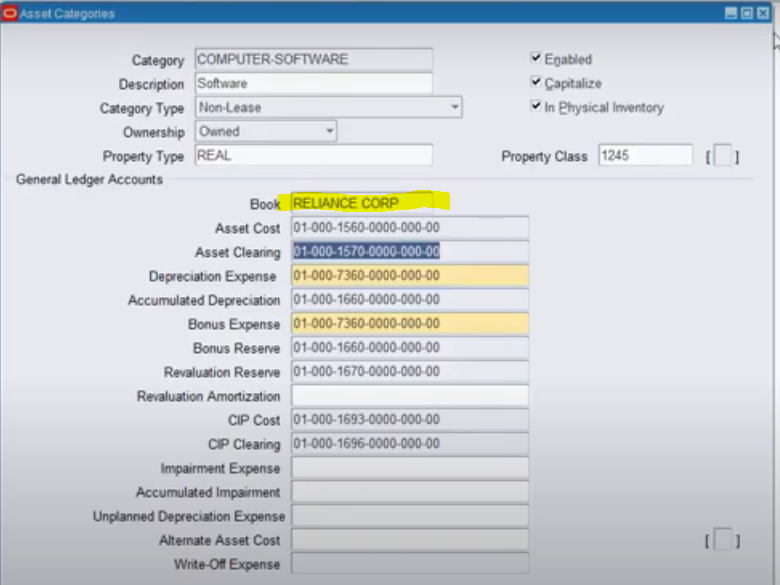 Asset Categories
Category COMPUTER-SOFTWARE Enabled
Description Software Capitalize
Category Type Non-Lease In Physical Inventory
Ownership Owned
Property Type REAL Property Class 1245 [ ]
General Ledger Accounts
Book RELIANCE CORP
Asset Cost 01-000-1560-0000-000-00
Asset Clearing 01-000-1570-0000-000-00
Depreciation Expense 01-000-7360-0000-000-00
Accumulated Depreciation 01-000-1660-0000-000-00
Bonus Expense 01-000-7360-0000-000-00
Bonus Reserve 01-000-1660-0000-000-00
Revaluation Reserve 01-000-1670-0000-000-00
Revaluation Amortization
CIP Cost 01-000-1693-0000-000-00
CIP Clearing 01-000-1696-0000-000-00
Impairment Expense
Accumulated Impairment
Unplanned Depreciation Expense
Alternate Asset Cost [ ]
Write-Off Expense